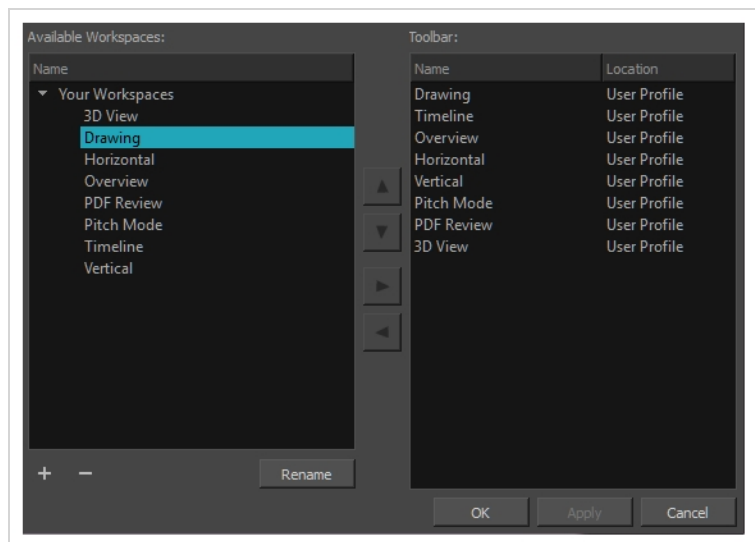 Available Workspaces:
Name
Your Workspaces
3D View
Drawing
Horizontal
Overview
PDF Review
Pitch Mode
Timeline
Vertical
+ −
Rename
Toolbar:
Name Location
Drawing User Profile
Timeline User Profile
Overview User Profile
Horizontal User Profile
Vertical User Profile
Pitch Mode User Profile
PDF Review User Profile
3D View User Profile
OK Apply Cancel